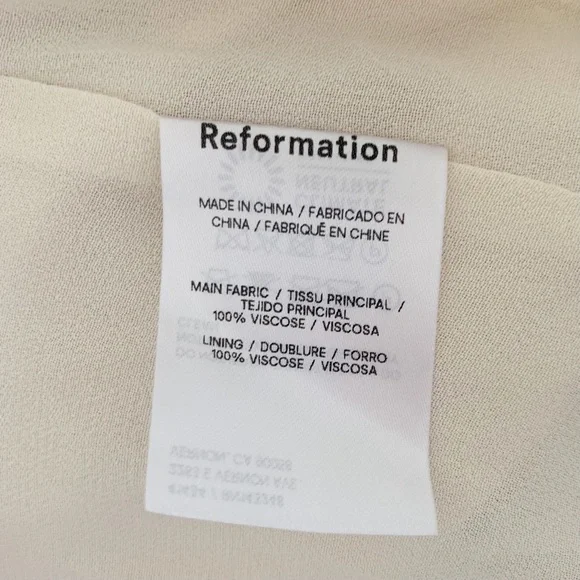 Reformation
MADE IN CHINA / FABRICADO EN
CHINA / FABRIQUÉ EN CHINE
MAIN FABRIC / TISSU PRINCIPAL /
TEJIDO PRINCIPAL
100% VISCOSE / VISCOSA
LINING / DOUBLURE / FORRO
100% VISCOSE / VISCOSA